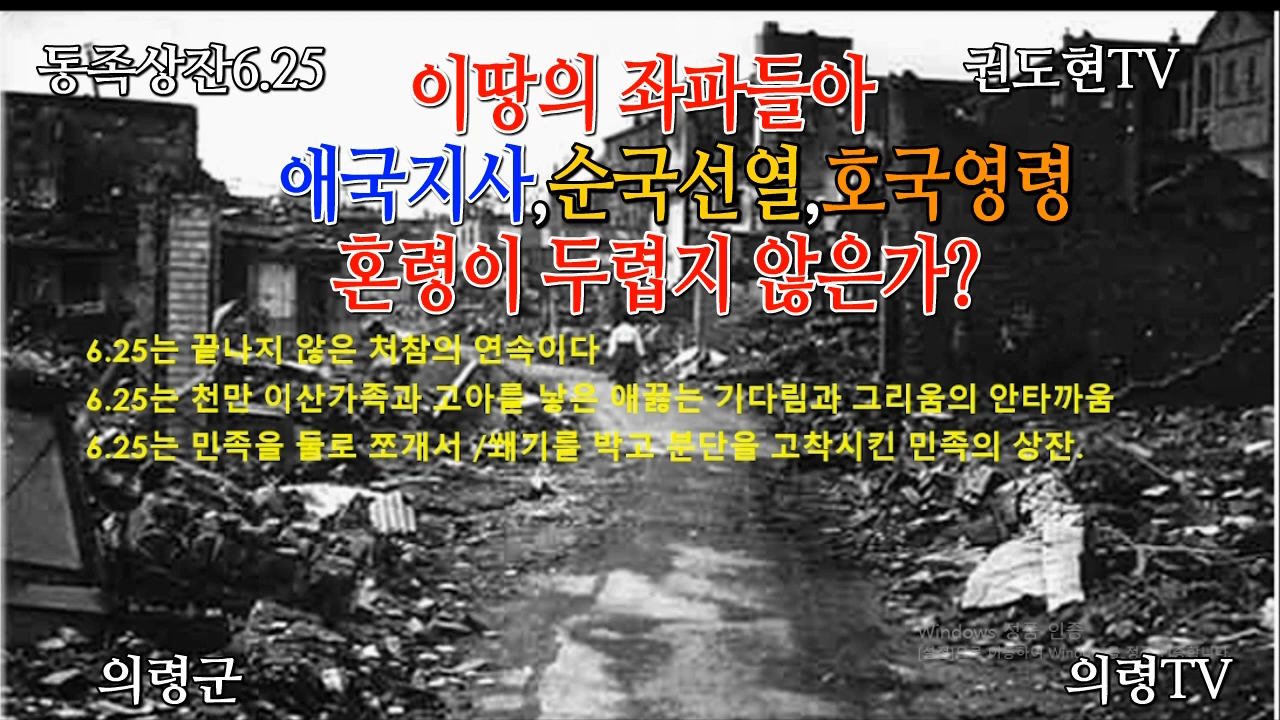 동족상잔6.25
권도현TV
이땅의 좌파들아
애국지사,순국선열,호국영령
혼령이 두렵지 않은가?
6.25는 끝나지 않은 처참의 연속이다
6.25는 천만 이산가족과 고아를 낳은 애끓는 기다림과 그리움의 안타까움
6.25는 민족을 둘로 쪼개서 /쐐기를 박고 분단을 고착시킨 민족의 상잔.
Windows 정품 인증
의령군
의령TV